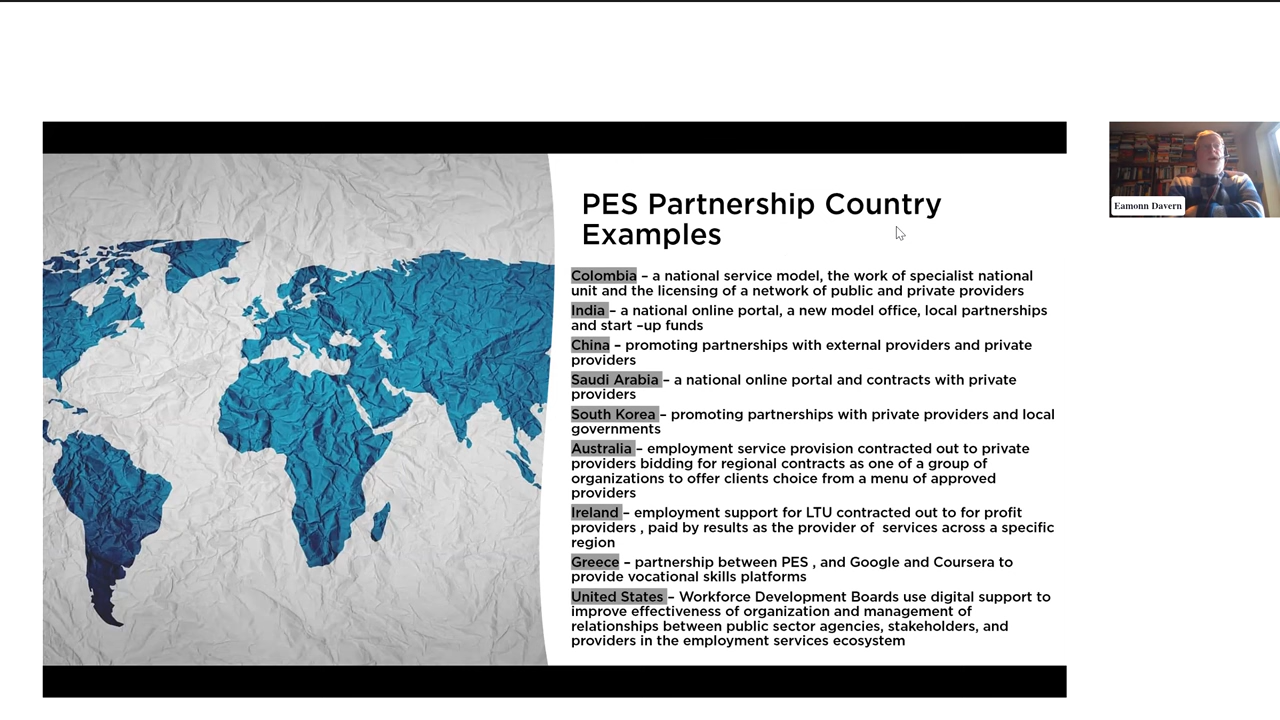 PES Partnership Country
Examples
Colombia – a national service model, the work of specialist national
unit and the licensing of a network of public and private providers
India – a national online portal, a new model office, local partnerships
and start –up funds
China – promoting partnerships with external providers and private
providers
Saudi Arabia – a national online portal and contracts with private
providers
South Korea – promoting partnerships with private providers and local
governments
Australia – employment service provision contracted out to private
providers bidding for regional contracts as one of a group of
organizations to offer clients choice from a menu of approved
providers
Ireland – employment support for LTU contracted out to for profit
providers , paid by results as the provider of  services across a specific
region
Greece – partnership between PES , and Google and Coursera to
provide vocational skills platforms
United States – Workforce Development Boards use digital support to
improve effectiveness of organization and management of
relationships between public sector agencies, stakeholders, and
providers in the employment services ecosystem
Eamonn Davern